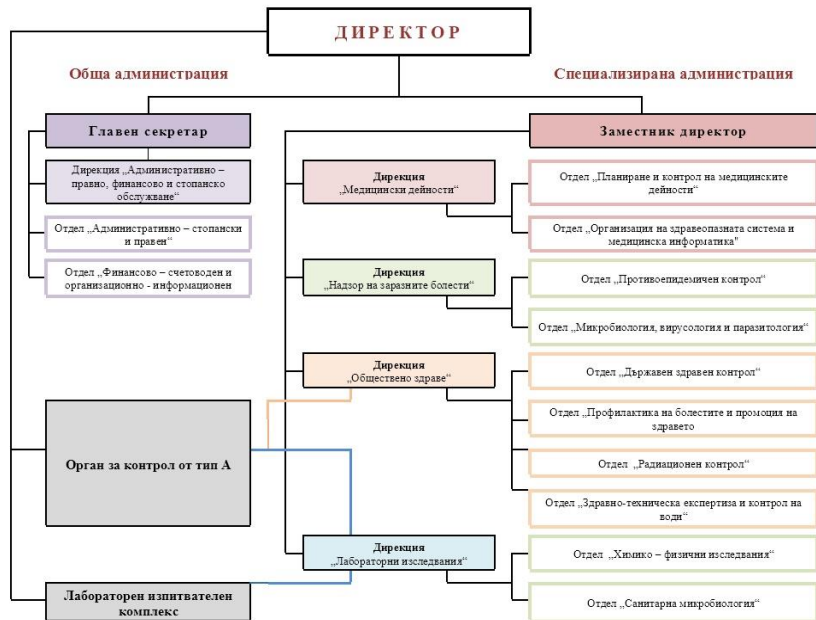 ДИРЕКТОР
Обща администрация
Специализирана администрация
Главен секретар
Дирекция „Административно –
правно, финансово и стопанско
обслужване“
Отдел „Административно – стопански
и правен“
Отдел „Финансово – счетоводен и
организационно - информационен
Орган за контрол от тип А
Лабораторен изпитвателен
комплекс
Заместник директор
Дирекция
„Медицински дейности“
Отдел „Планиране и контрол на медицинските
дейности“
Отдел „Организация на здравеопазната система и
медицинска информатика"
Дирекция
„Надзор на заразните болести“
Отдел „Противоепидемичен контрол“
Отдел „Микробиология, вирусология и паразитология“
Дирекция
„Обществено здраве“
Отдел „Държавен здравен контрол“
Отдел „Профилактика на болестите и промоция на
здравето
Отдел „Радиационен контрол“
Отдел „Здравно-техническа експертиза и контрол на
води“
Дирекция
„Лабораторни изследвания“
Отдел „Химико – физични изследвания“
Отдел „Санитарна микробиология“